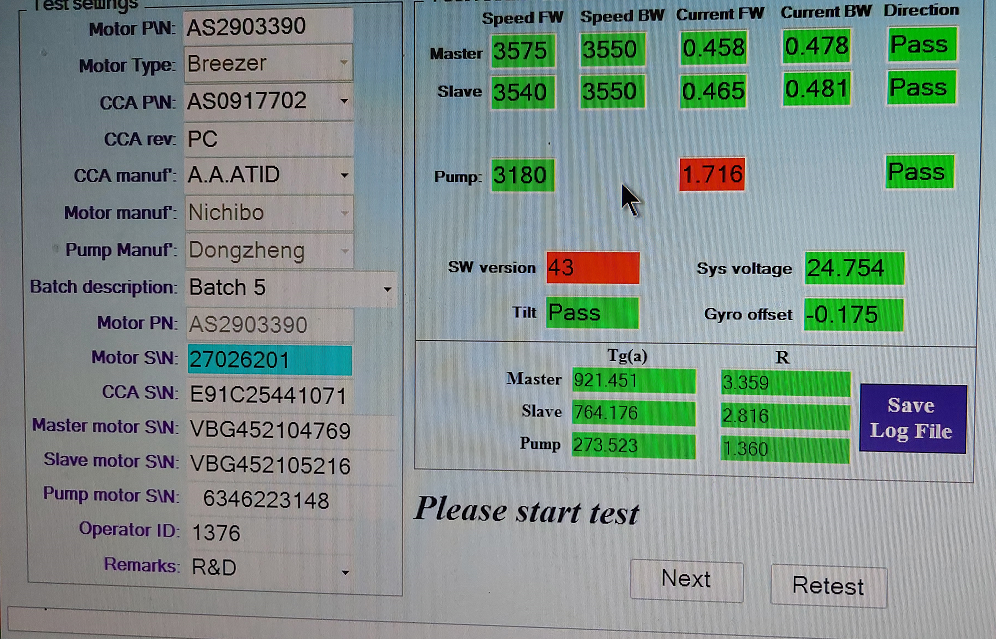 Test settings
Motor P\N: AS2903390
Motor Type: Breezer
CCA P\N: AS0917702
CCA rev: PC
CCA manuf': A.A.ATID
Motor manuf': Nichibo
Pump Manuf': Dongzheng
Batch description: Batch 5
Motor PN: AS2903390
Motor S\N: 27026201
CCA S\N: E91C25441071
Master motor S\N: VBG452104769
Slave motor S\N: VBG452105216
Pump motor S\N: 6346223148
Operator ID: 1376
Remarks: R&D
Speed FW Speed BW Current FW Current BW Direction
Master 3575 3550 0.458 0.478 Pass
Slave 3540 3550 0.465 0.481 Pass
Pump: 3180 1.716 Pass
SW version 43 Sys voltage 24.754
Tilt Pass Gyro offset -0.175
Tg(a) R
Master 921.451 3.359
Slave 764.176 2.816
Pump 273.523 1.360
Save
Log File
Please start test
Next Retest